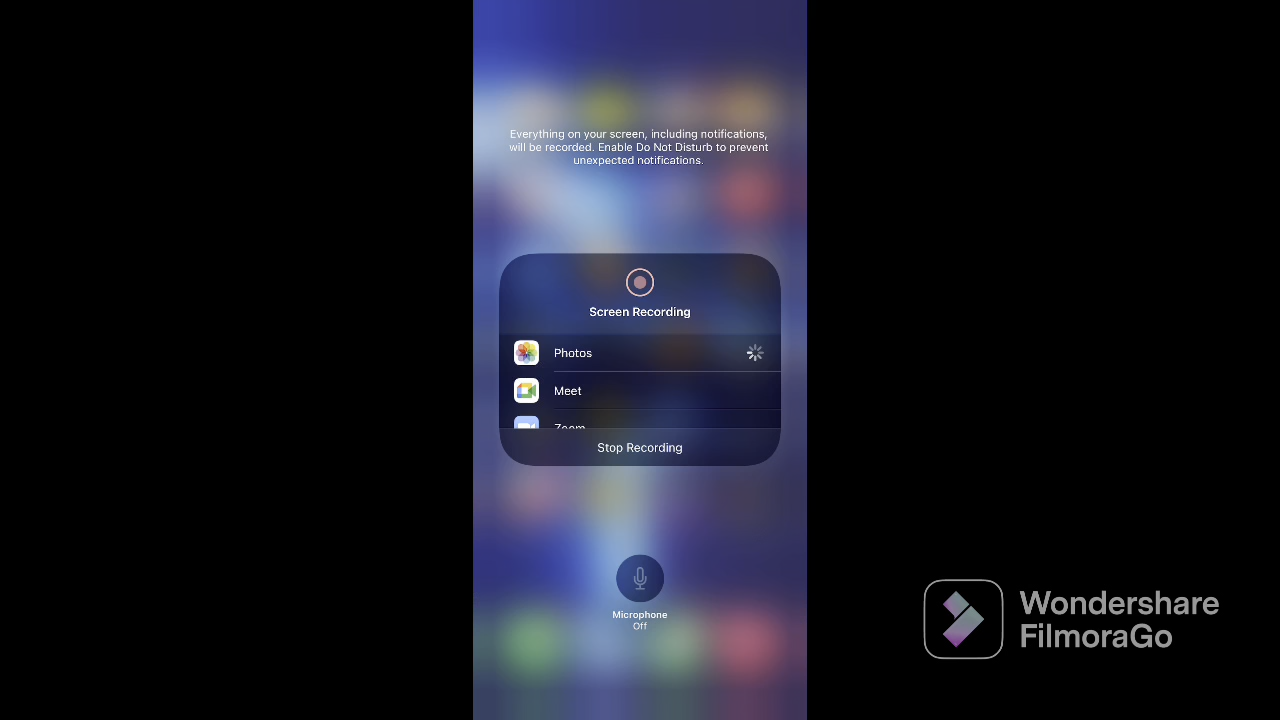 Everything on your screen, including notifications,
will be recorded. Enable Do Not Disturb to prevent
unexpected notifications.
Screen Recording
Photos
Meet
Zoom
Stop Recording
Microphone
Off
Wondershare
FilmoraGo